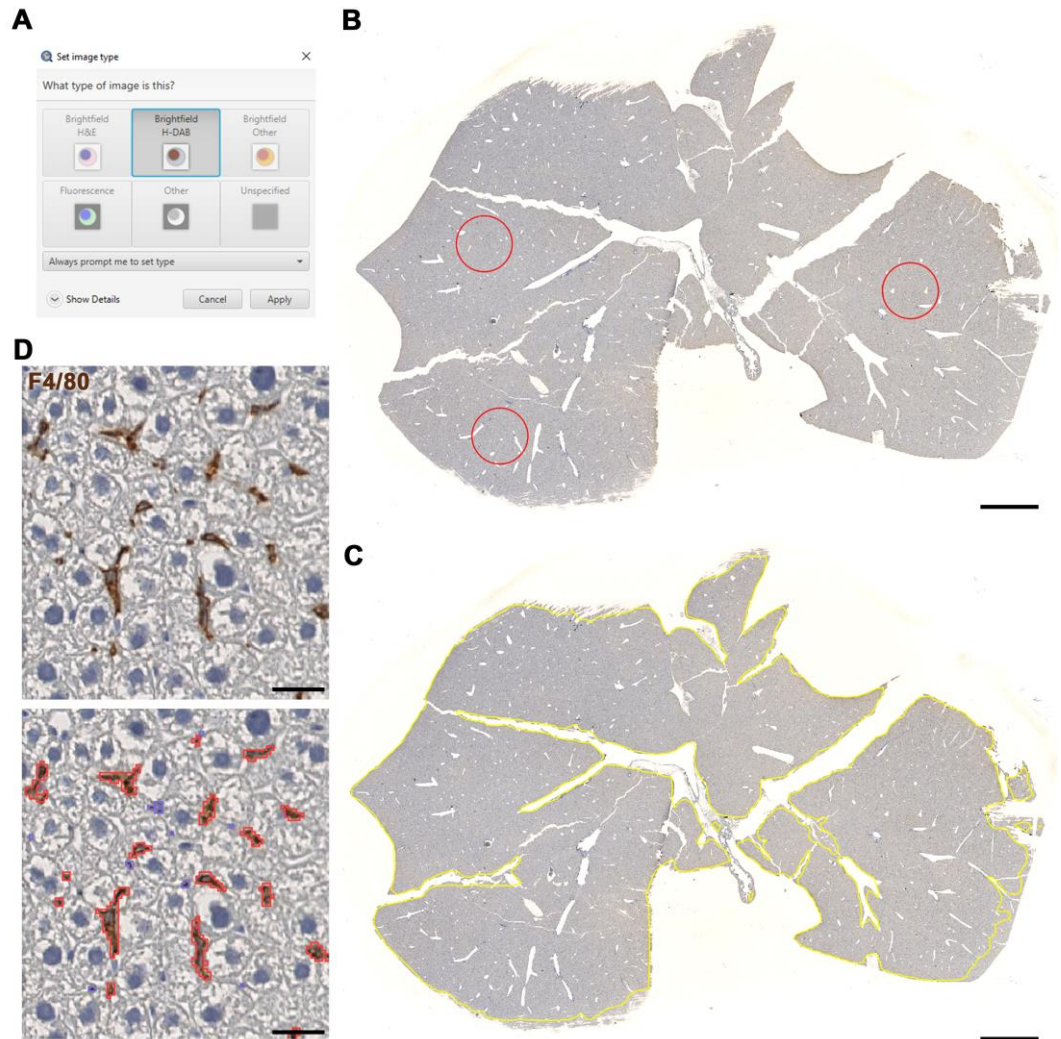 A
Set image type
What type of image is this?
Brightfield
H&E
Brightfield
H-DAB
Brightfield
Other
Fluorescence
Other
Unspecified
Always prompt me to set type
Show Details
Cancel
Apply
B
D
F4/80
C